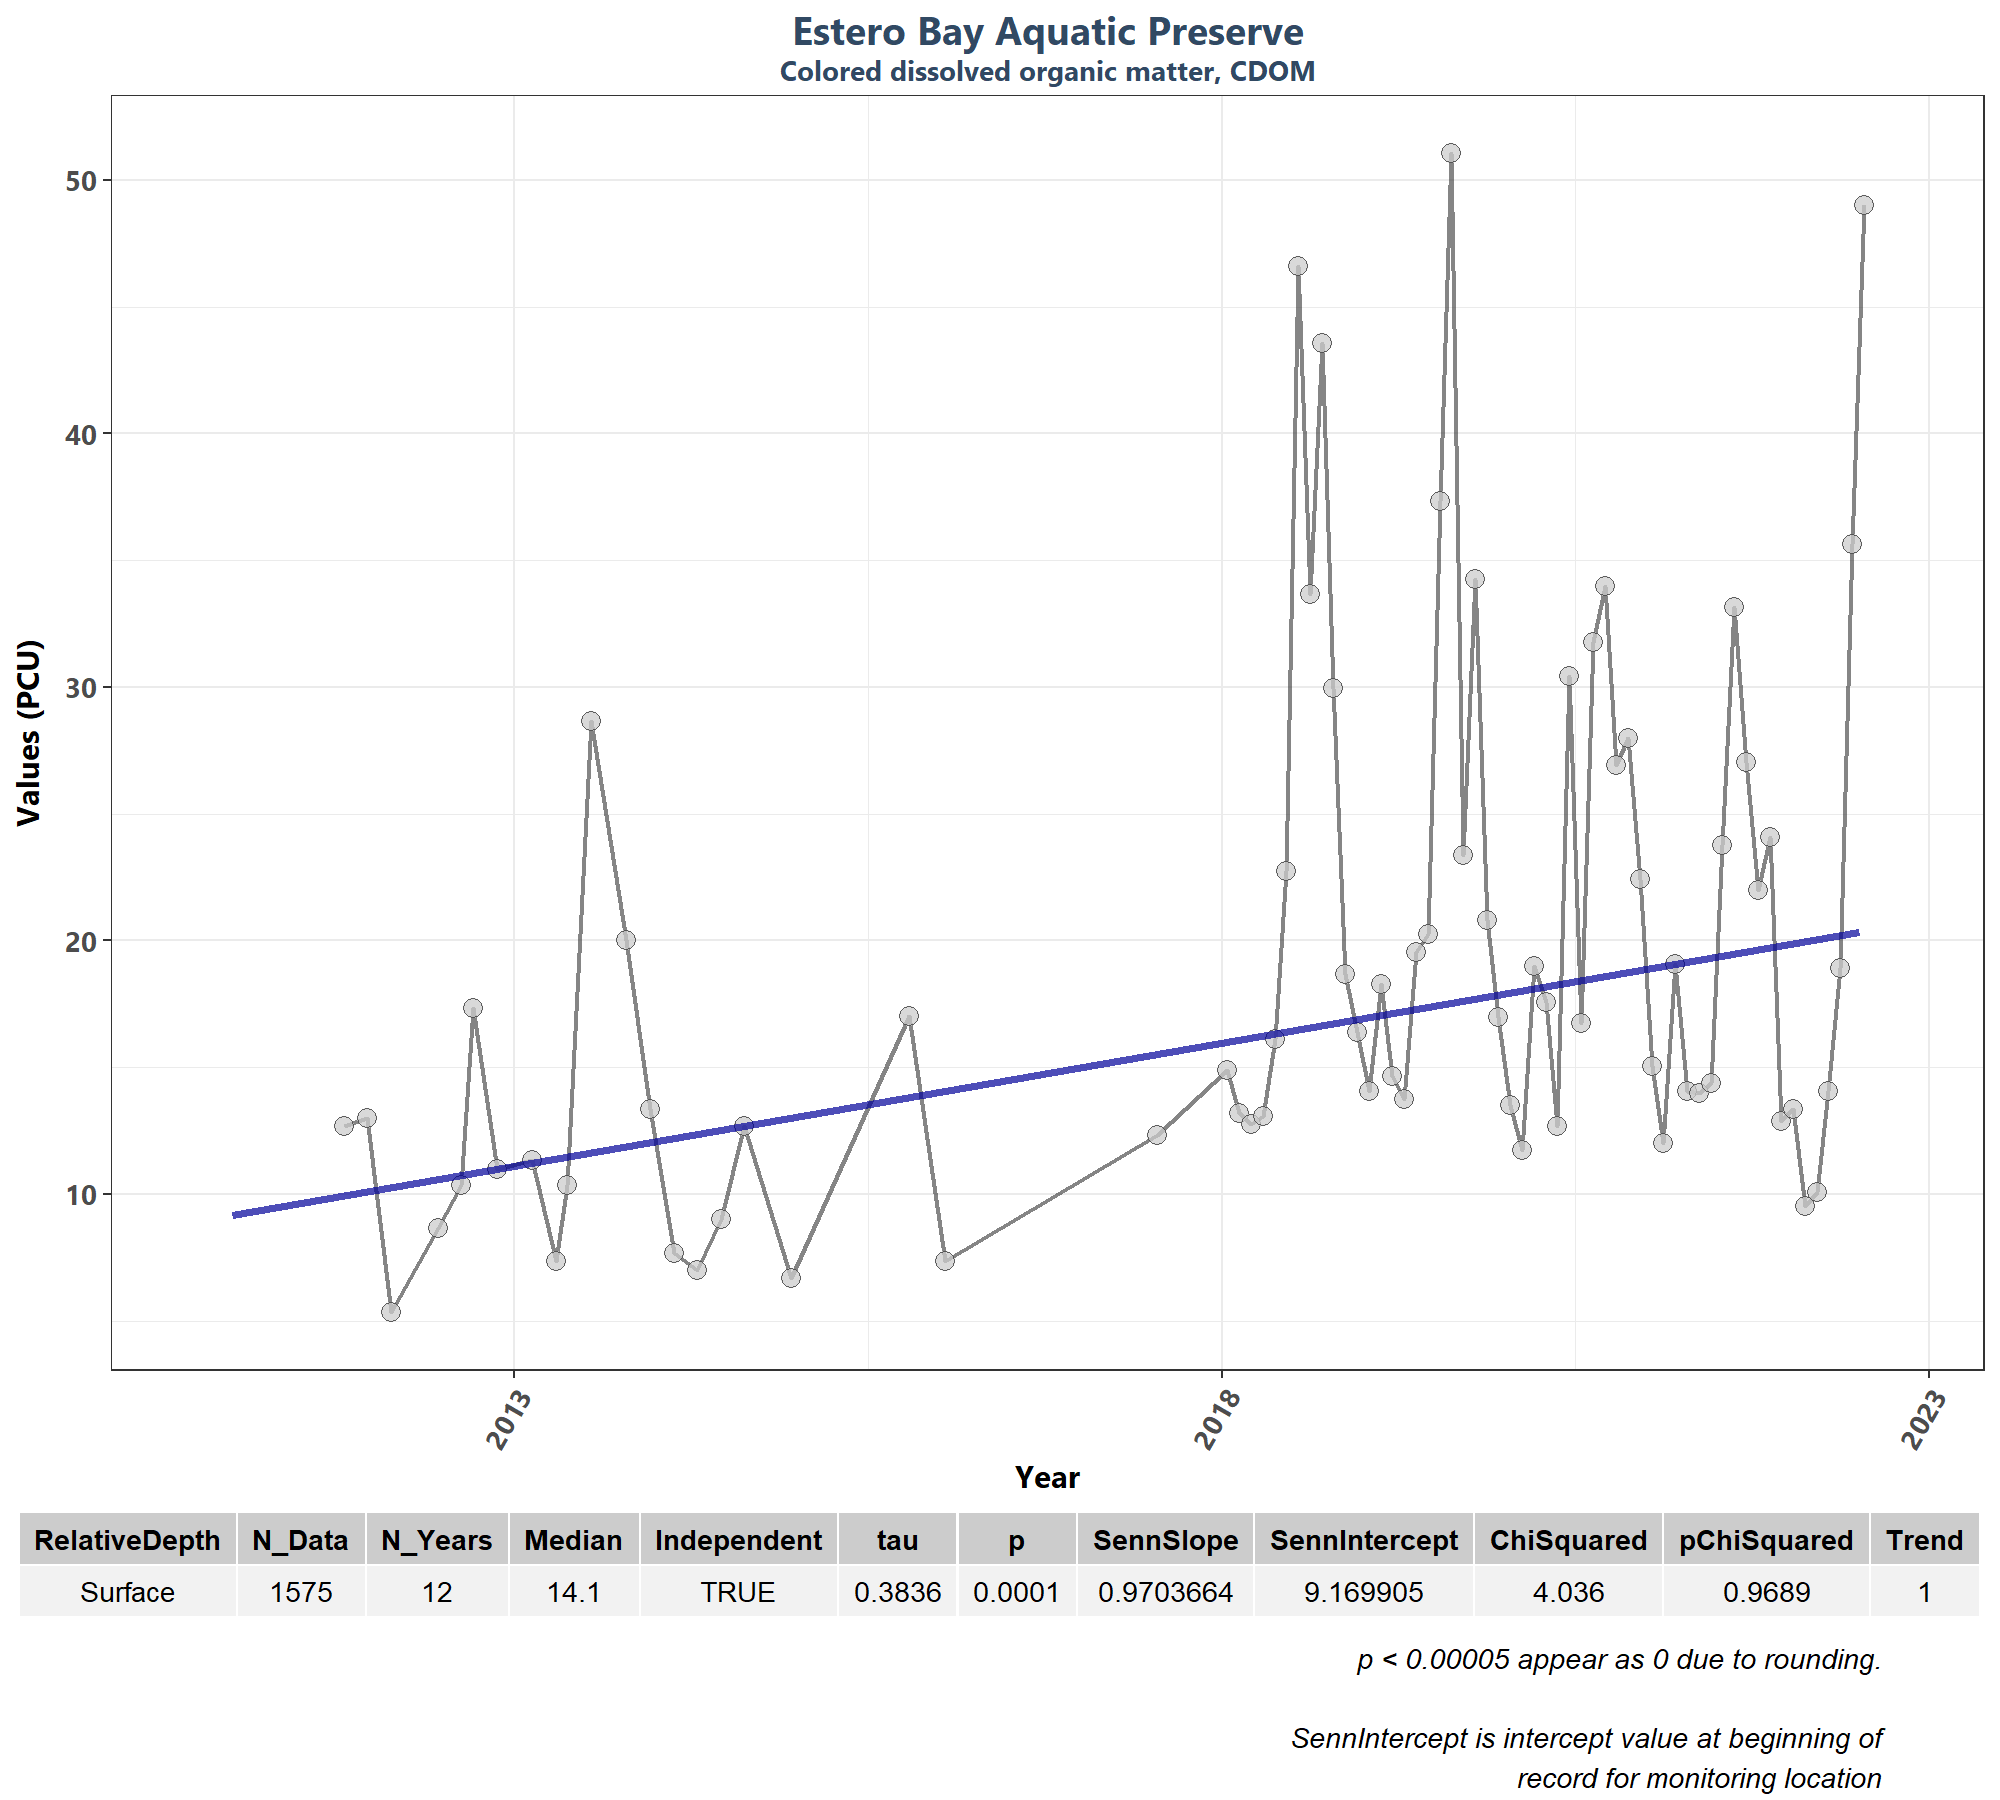 Estero Bay Aquatic Preserve
Colored dissolved organic matter, CDOM
Values (PCU)
50
40
30
20
10
2013
2018
2023
Year
RelativeDepth N_Data N_Years Median Independent tau p SennSlope SennIntercept ChiSquared pChiSquared Trend
Surface 1575 12 14.1 TRUE 0.3836 0.0001 0.9703664 9.169905 4.036 0.9689 1
p < 0.00005 appear as 0 due to rounding.
SennIntercept is intercept value at beginning of
record for monitoring location